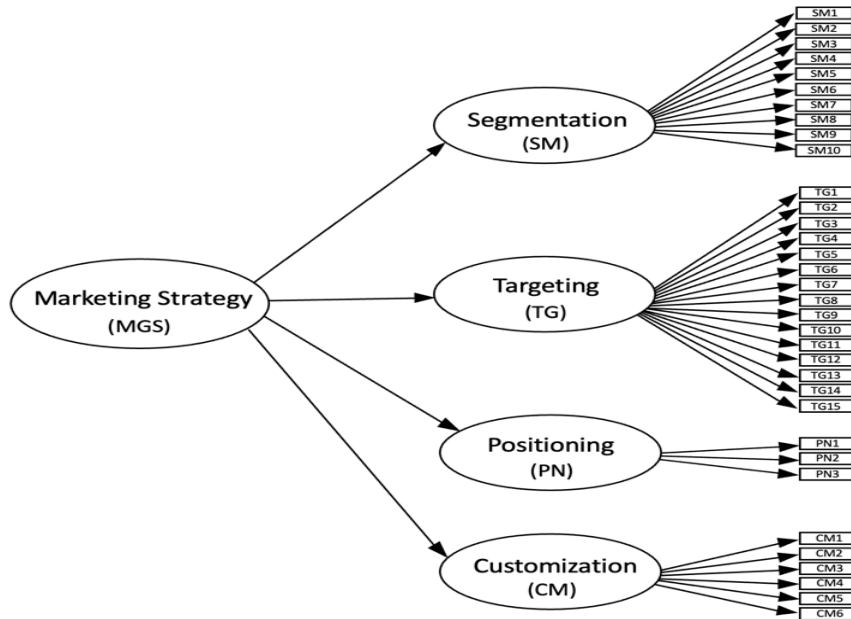 SM1
SM2
SM3
SM4
SM5
SM6
SM7
SM8
SM9
SM10
Segmentation
(SM)
TG1
TG2
TG3
TG4
TG5
TG6
TG7
TG8
TG9
TG10
TG11
TG12
TG13
TG14
TG15
Targeting
(TG)
Marketing Strategy
(MGS)
PN1
PN2
PN3
Positioning
(PN)
CM1
CM2
CM3
CM4
CM5
CM6
Customization
(CM)